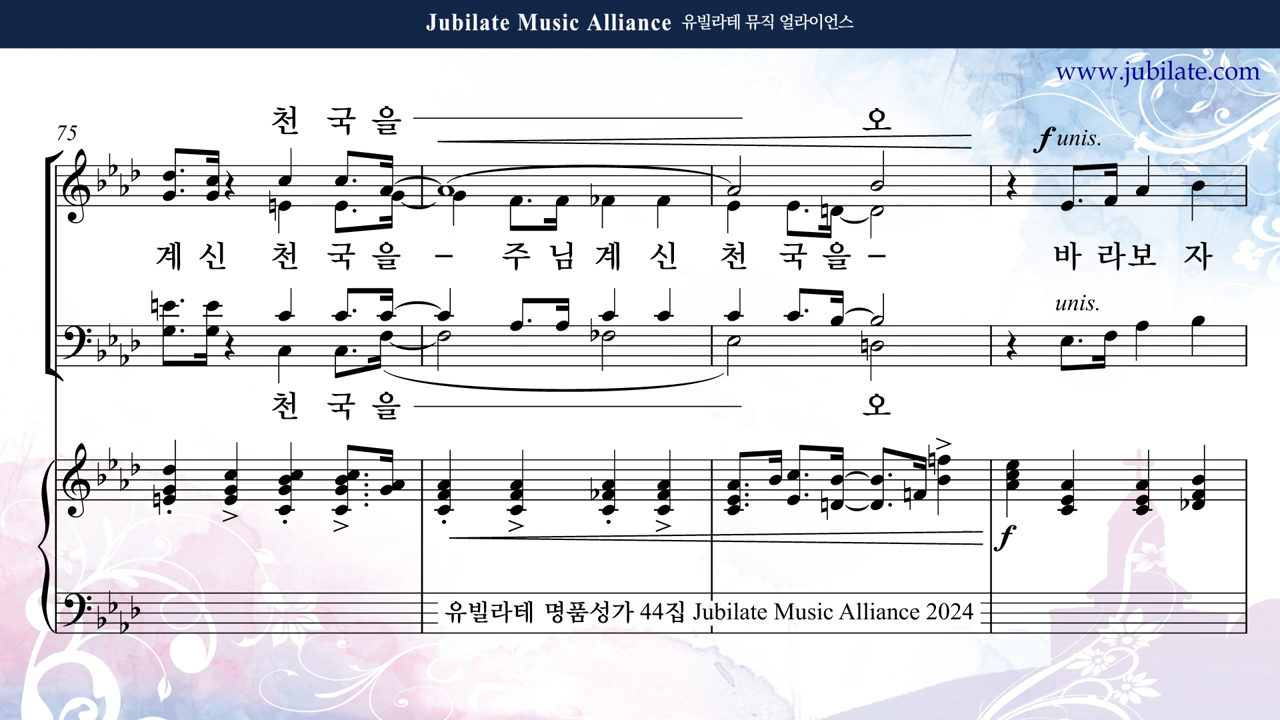 Jubilate Music Alliance 유빌라테 뮤직 얼라이언스
www.jubilate.com
75
천 국 을 오
f unis.
계 신 천 국 을 – 주 님 계 신 천 국 을 – 바 라 보 자
unis.
천 국 을 오
f
유빌라테 명품성가 44집 Jubilate Music Alliance 2024